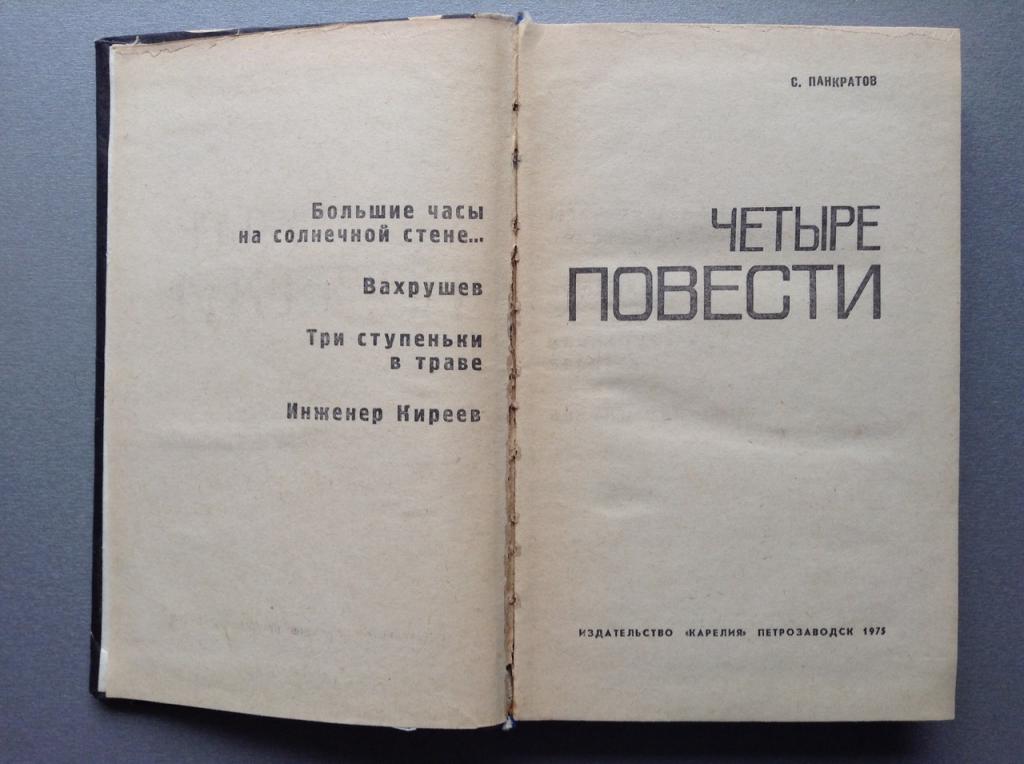 Большие часы
на солнечной стене...
Вахрушев
Три ступеньки
в траве
Инженер Киреев
С. ПАНКРАТОВ
ЧЕТЫРЕ
ПОВЕСТИ
ИЗДАТЕЛЬСТВО «КАРЕЛИЯ» ПЕТРОЗАВОДСК 1975